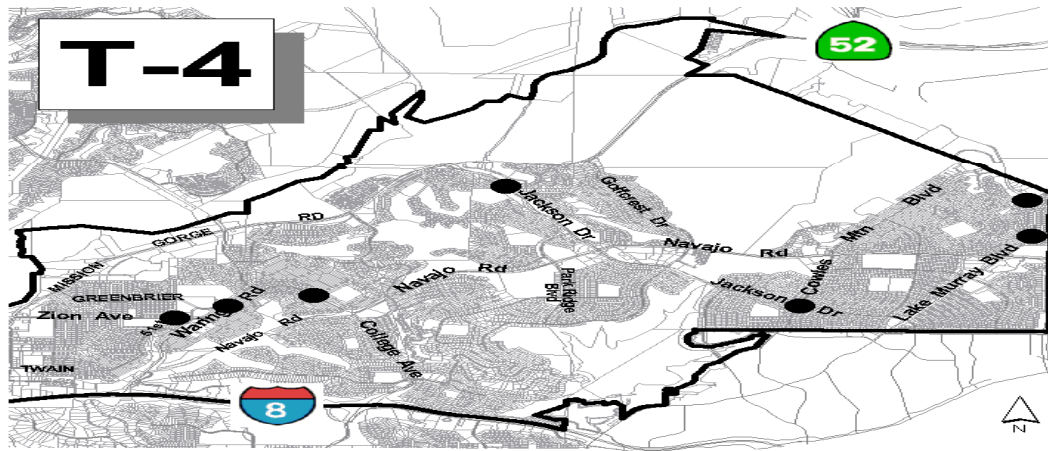 T-4
52
Golfcrest Dr
Jackson Dr
Blvd
Mtn
Cowles
MISSION
GORGE
RD
Navajo Rd
Lake Murray Blvd
Navajo Rd
Park Ridge
Blvd
Jackson Dr
GREENBRIER
Zion Ave
Waring Rd
51st
Navajo Rd
College Ave
TWAIN
8
N